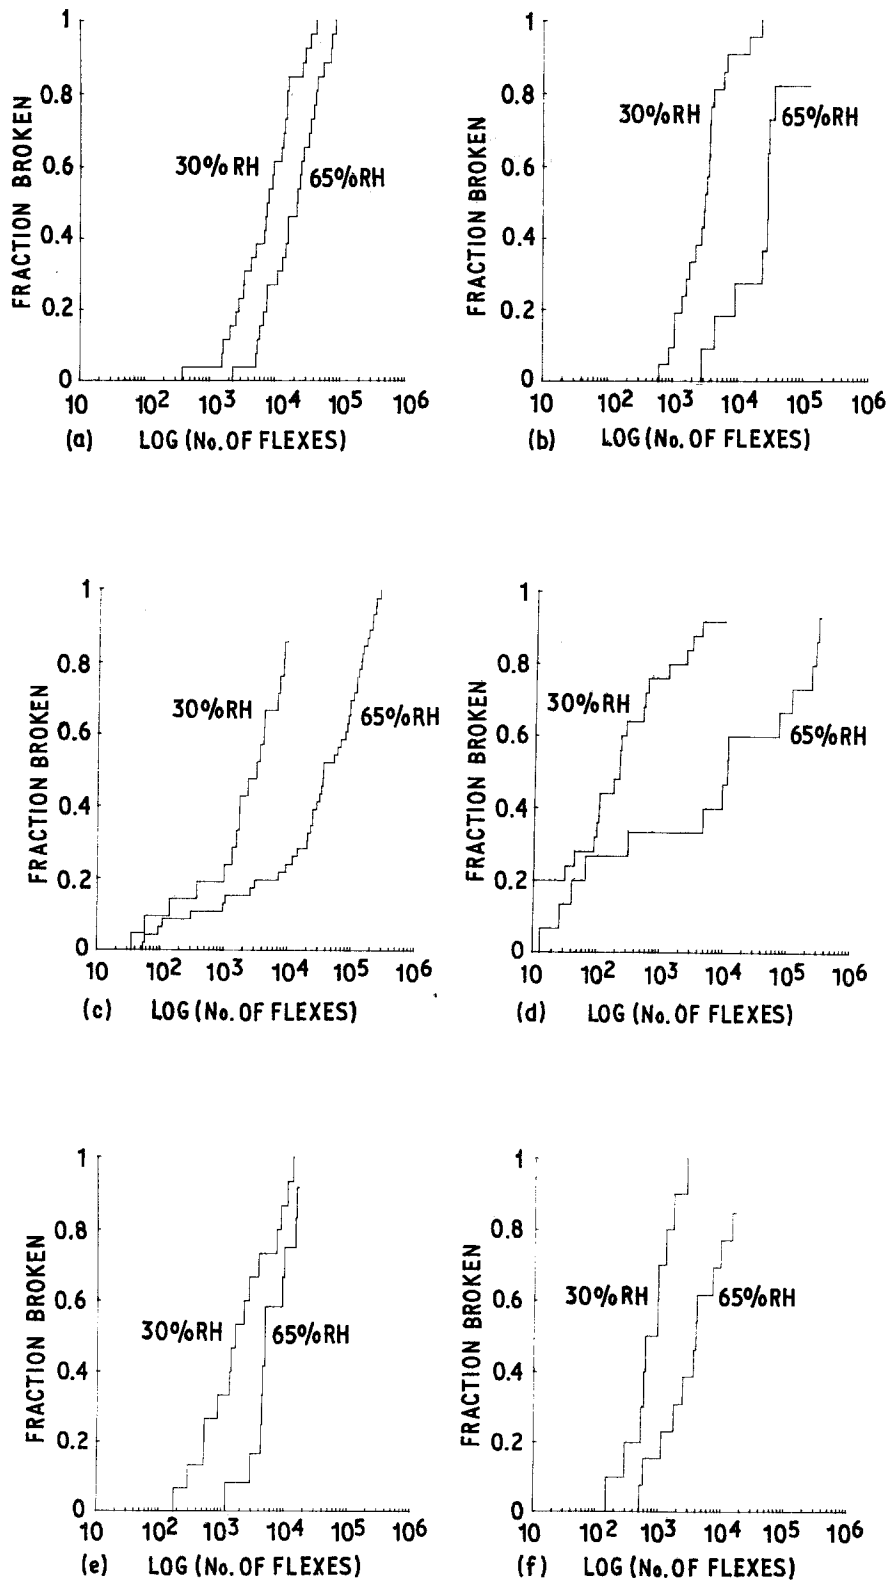 1
0.8
0.6
0.4
0.2
0
FRACTION BROKEN
30%RH
65%RH
10 10² 10³ 10⁴ 10⁵ 10⁶
(a) LOG (No. OF FLEXES)
1
0.8
0.6
0.4
0.2
0
FRACTION BROKEN
30%RH
65%RH
10 10² 10³ 10⁴ 10⁵ 10⁶
(b) LOG (No. OF FLEXES)
1
0.8
0.6
0.4
0.2
0
FRACTION BROKEN
30%RH
65%RH
10 10² 10³ 10⁴ 10⁵ 10⁶
(c) LOG (No. OF FLEXES)
1
0.8
0.6
0.4
0.2
0
FRACTION BROKEN
30%RH
65%RH
10 10² 10³ 10⁴ 10⁵ 10⁶
(d) LOG (No. OF FLEXES)
1
0.8
0.6
0.4
0.2
0
FRACTION BROKEN
30%RH
65%RH
10 10² 10³ 10⁴ 10⁵ 10⁶
(e) LOG (No. OF FLEXES)
1
0.8
0.6
0.4
0.2
0
FRACTION BROKEN
30%RH
65%RH
10 10² 10³ 10⁴ 10⁵ 10⁶
(f) LOG (No. OF FLEXES)